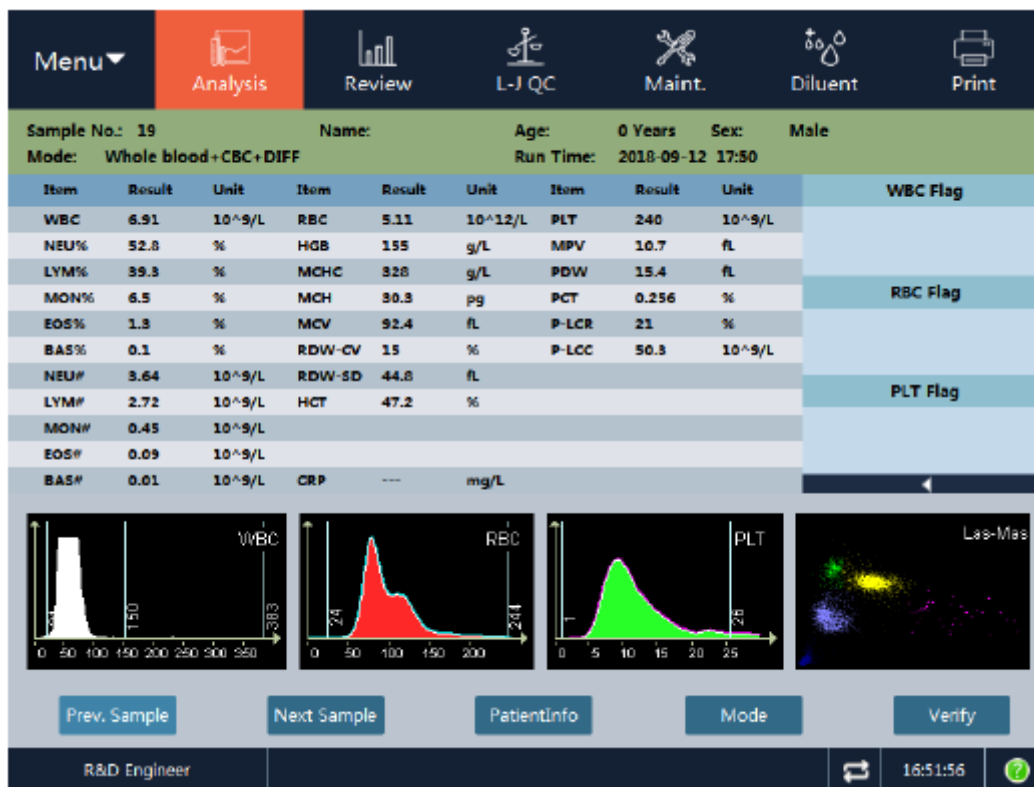 Menu▼ Analysis Review L-J QC Maint. Diluent Print
Sample No.: 19 Name: Age: 0 Years Sex: Male
Mode: Whole blood+CBC+DIFF Run Time: 2018-09-12 17:50
Item Result Unit Item Result Unit Item Result Unit WBC Flag
WBC 6.91 10^9/L RBC 5.11 10^12/L PLT 240 10^9/L
NEU% 52.8 % HGB 155 g/L MPV 10.7 fL
LYM% 39.3 % MCHC 328 g/L PDW 15.4 fL
MON% 6.5 % MCH 30.3 pg PCT 0.256 % RBC Flag
EOS% 1.3 % MCV 92.4 fL P-LCR 21 %
BAS% 0.1 % RDW-CV 15 % P-LCC 50.3 10^9/L
NEU# 3.64 10^9/L RDW-SD 44.8 fL
LYM# 2.72 10^9/L HCT 47.2 % PLT Flag
MON# 0.45 10^9/L
EOS# 0.09 10^9/L
BAS# 0.01 10^9/L CRP --- mg/L
WBC RBC PLT Las-Mas
150 383 24 244 1 26
0 50 100 150 200 250 300 350 0 50 100 150 200 0 5 10 15 20 25
Prev. Sample Next Sample PatientInfo Mode Verify
R&D Engineer 16:51:56 ?